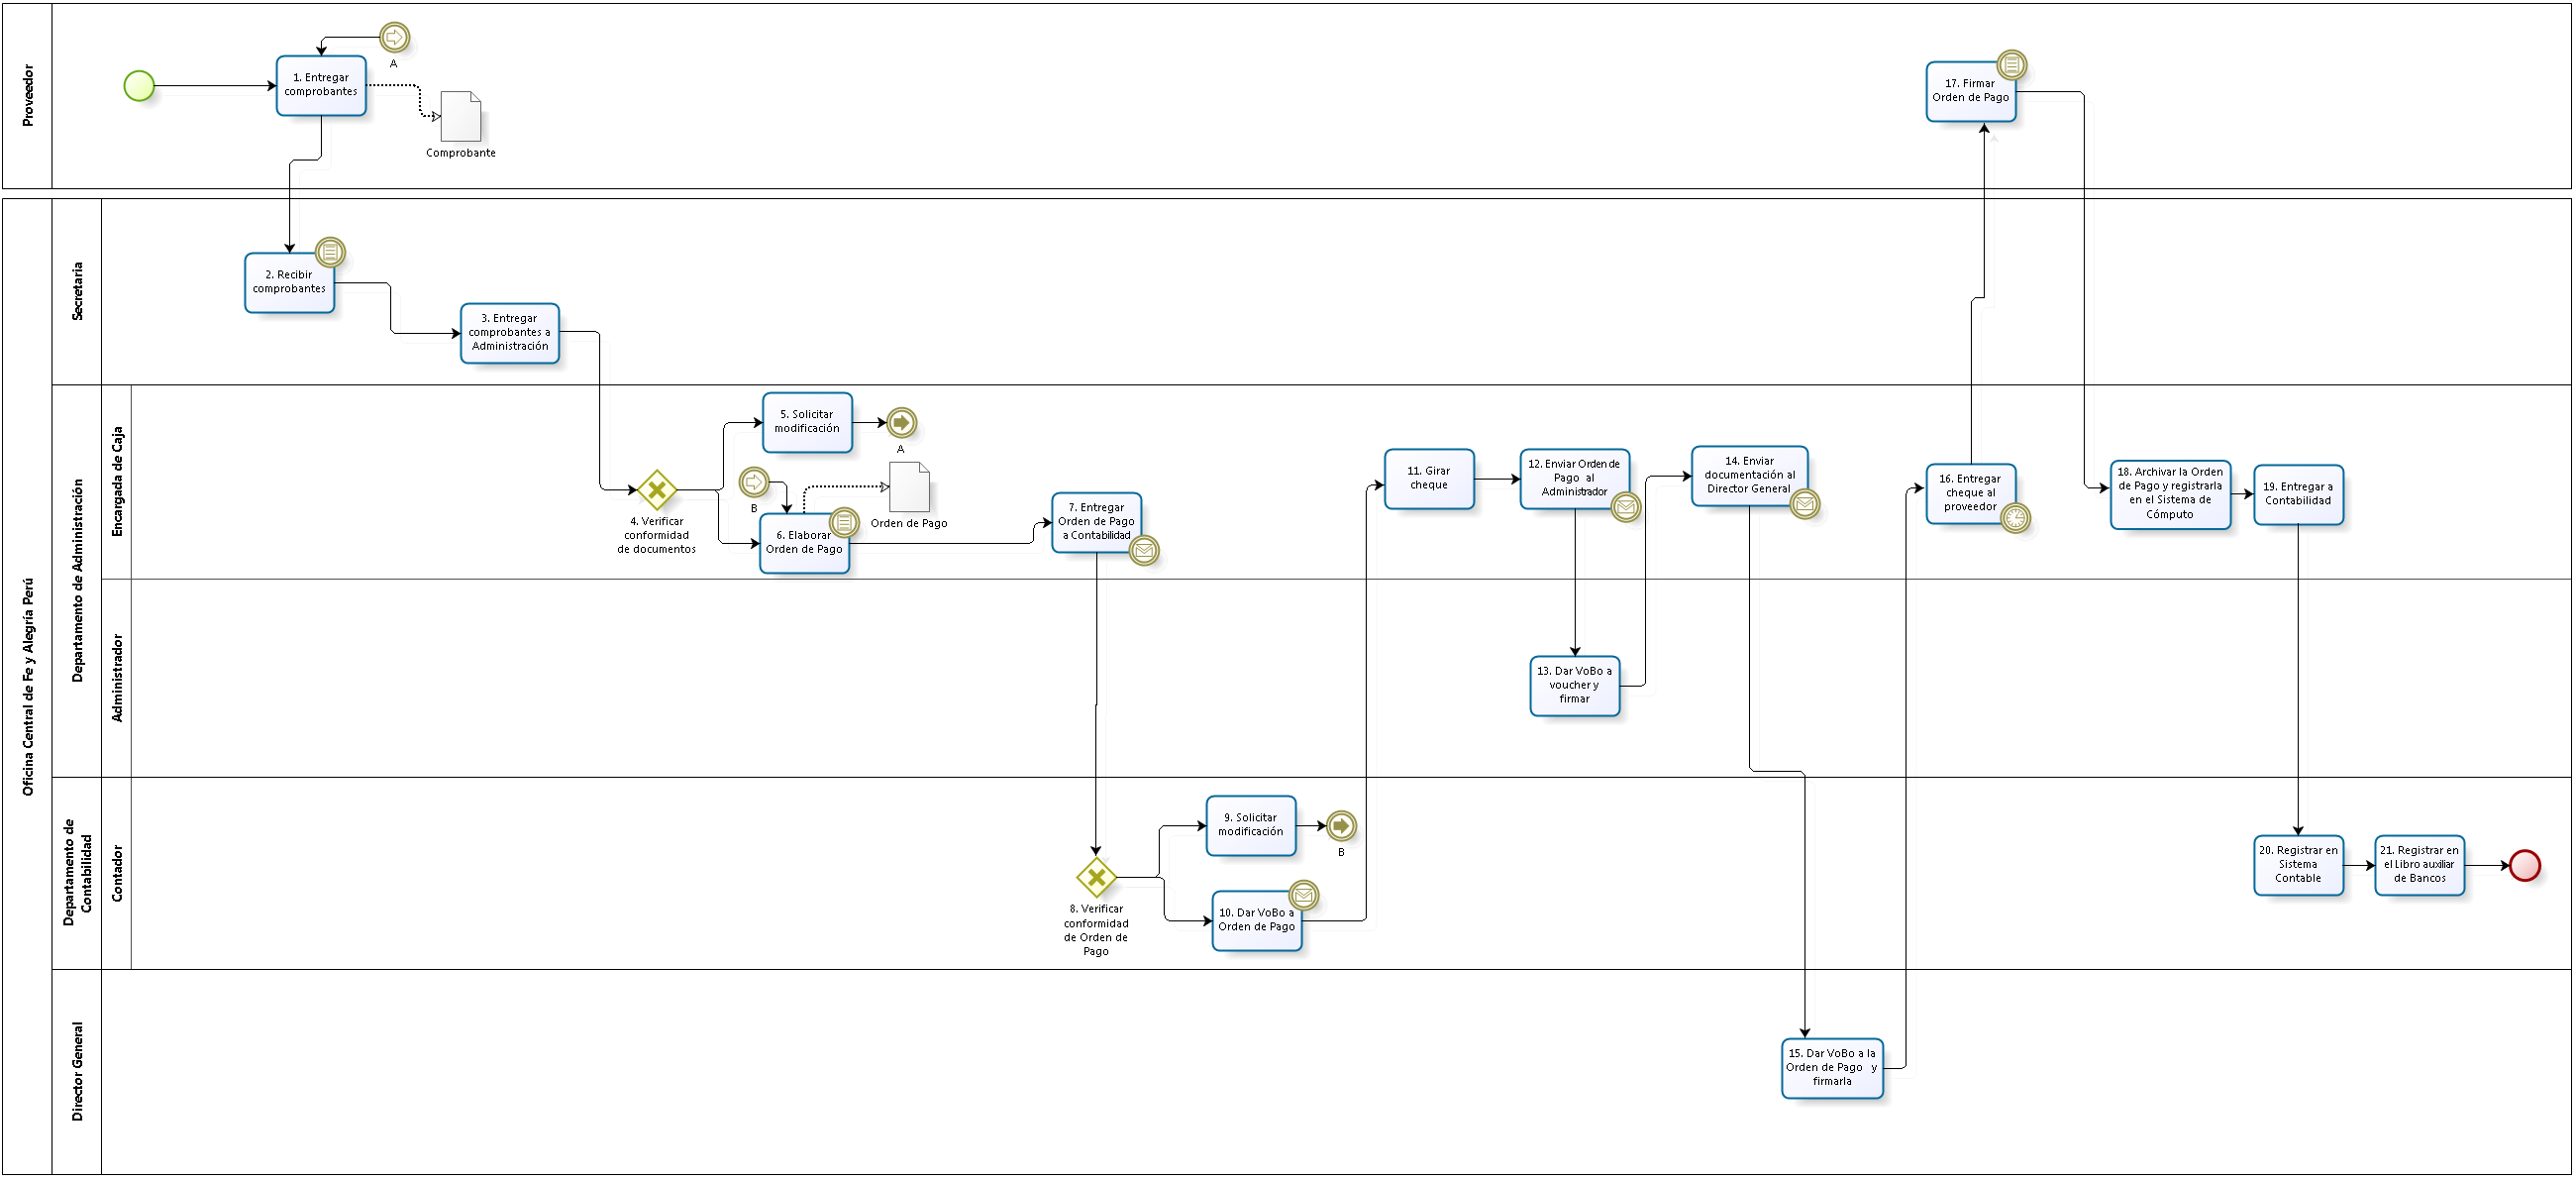 Proveedor
A
1. Entregar
comprobantes
Comprobante
17. Firmar
Orden de Pago
Oficina Central de Fe y Alegría Perú
Secretaria
2. Recibir
comprobantes
3. Entregar
comprobantes a
Administración
Departamento de Administración
Encargada de Caja
4. Verificar
conformidad
de documentos
5. Solicitar
modificación
A
B
6. Elaborar
Orden de Pago
Orden de Pago
7. Entregar
Orden de Pago
a Contabilidad
11. Girar
cheque
12. Enviar Orden de
Pago al
Administrador
14. Enviar
documentación al
Director General
16. Entregar
cheque al
proveedor
18. Archivar la Orden
de Pago y registrarla
en el Sistema de
Cómputo
19. Entregar a
Contabilidad
Administrador
13. Dar VoBo a
voucher y
firmar
Departamento de
Contabilidad
Contador
8. Verificar
conformidad
de Orden de
Pago
9. Solicitar
modificación
B
10. Dar VoBo a
Orden de Pago
20. Registrar en
Sistema
Contable
21. Registrar en
el Libro auxiliar
de Bancos
Director General
15. Dar VoBo a la
Orden de Pago y
firmarla